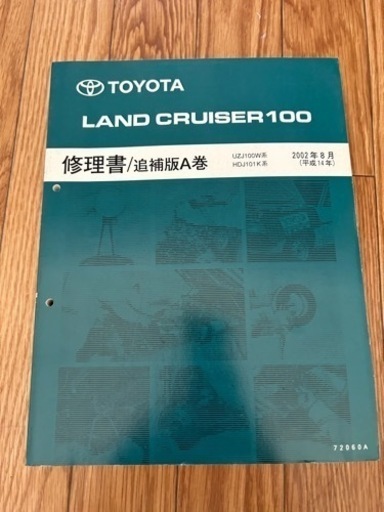 TOYOTA
LAND CRUISER 100
修理書/追補版A巻
UZJ100W系
HDJ101K系
2002年8月
(平成14年)
72060A